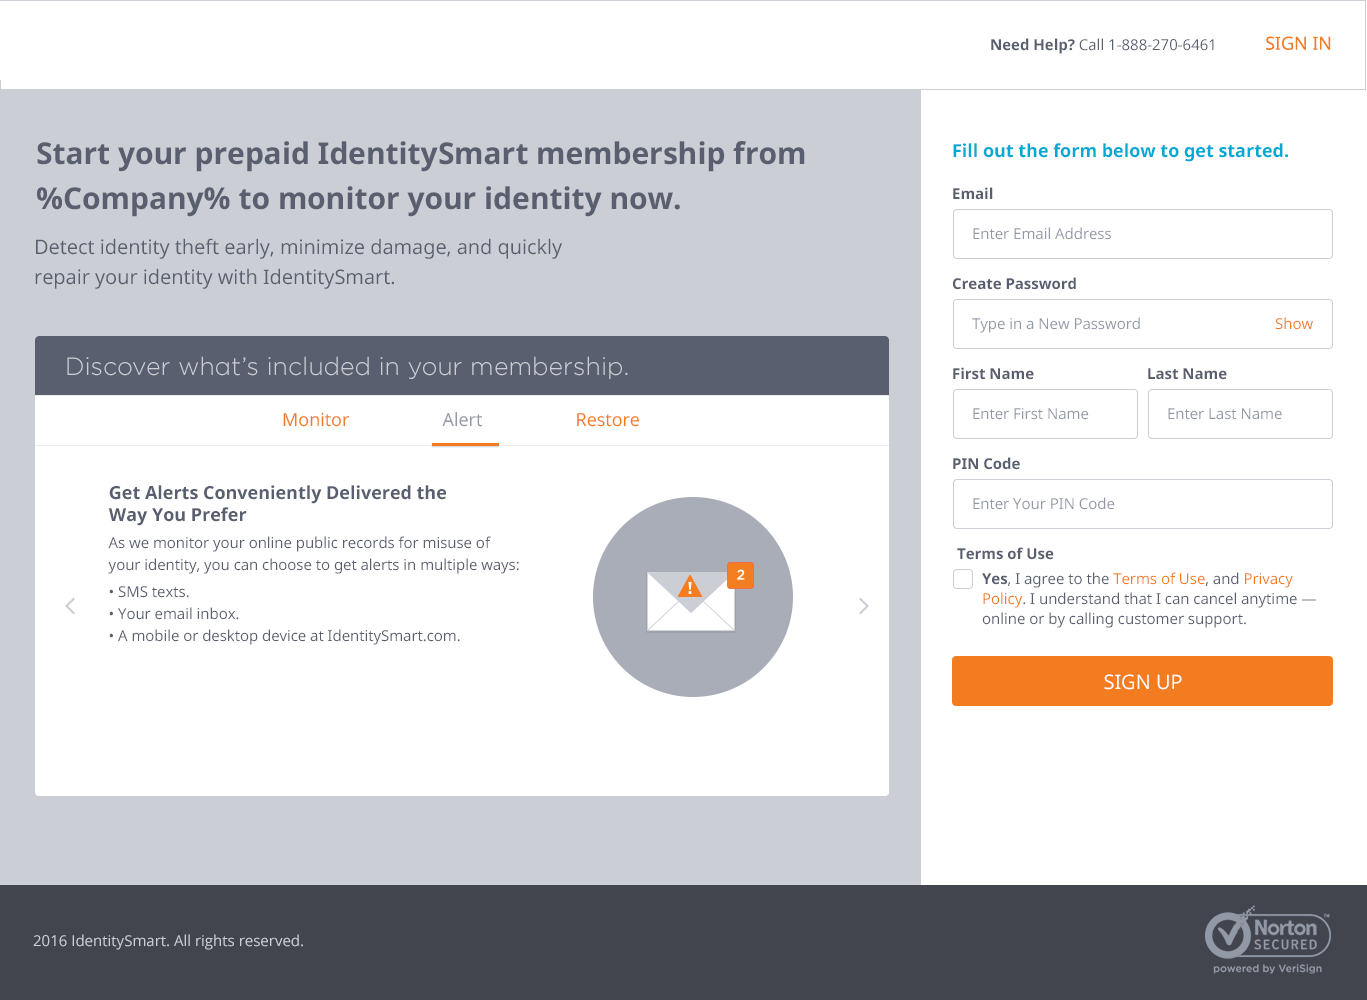 Need Help? Call 1-888-270-6461
SIGN IN
Start your prepaid IdentitySmart membership from
%Company% to monitor your identity now.
Detect identity theft early, minimize damage, and quickly
repair your identity with IdentitySmart.
Discover what's included in your membership.
Monitor
Alert
Restore
Get Alerts Conveniently Delivered the
Way You Prefer
As we monitor your online public records for misuse of
your identity, you can choose to get alerts in multiple ways:
• SMS texts.
• Your email inbox.
• A mobile or desktop device at IdentitySmart.com.
!
2
Fill out the form below to get started.
Email
Enter Email Address
Create Password
Type in a New Password
Show
First Name
Last Name
Enter First Name
Enter Last Name
PIN Code
Enter Your PIN Code
Terms of Use
Yes, I agree to the Terms of Use, and Privacy
Policy. I understand that I can cancel anytime —
online or by calling customer support.
SIGN UP
2016 IdentitySmart. All rights reserved.
Norton™
SECURED
powered by VeriSign